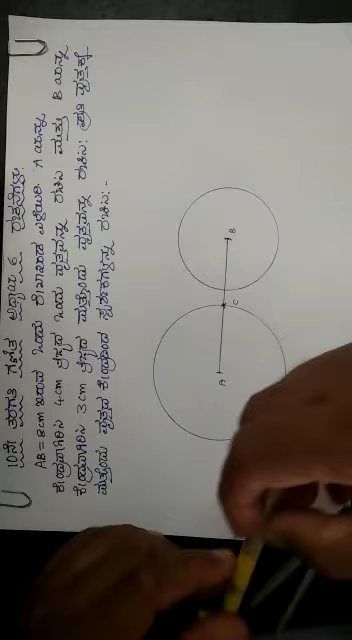 10ನೇ ತರಗತಿ ಗಣಿತ ಅಧ್ಯಾಯ 6 ರಚನೆಗಳು
AB = 8cm ಇರುವ ಒಂದು ರೇಖಾಖಂಡ ಎಳೆಯಿರಿ A ಯನ್ನು
ಕೇಂದ್ರವಾಗಿರಿಸಿ 4cm ತ್ರಿಜ್ಯದ ಒಂದು ವೃತ್ತವನ್ನು ರಚಿಸಿ ಮತ್ತು B ಯನ್ನು
ಕೇಂದ್ರವಾಗಿರಿಸಿ 3cm ತ್ರಿಜ್ಯದ ಮತ್ತೊಂದು ವೃತ್ತವನ್ನು ರಚಿಸಿ: ಪ್ರತಿ ವೃತ್ತಕ್ಕೆ
ಮತ್ತೊಂದು ವೃತ್ತದ ಕೇಂದ್ರದಿಂದ ಸ್ಪರ್ಶಕಗಳನ್ನು ರಚಿಸಿ:-
A
C
B